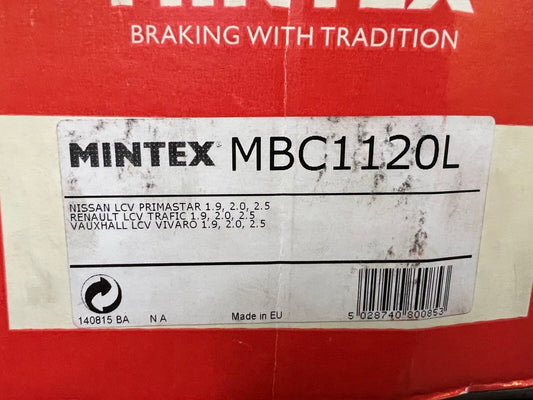 MINTEX
BRAKING WITH TRADITION
MINTEX MBC1120L
NISSAN LCV PRIMASTAR 1.9, 2.0, 2.5
RENAULT LCV TRAFIC 1.9, 2.0, 2.5
VAUXHALL LCV VIVARO 1.9, 2.0, 2.5
140815 BA N A Made in EU
5 028740 800853